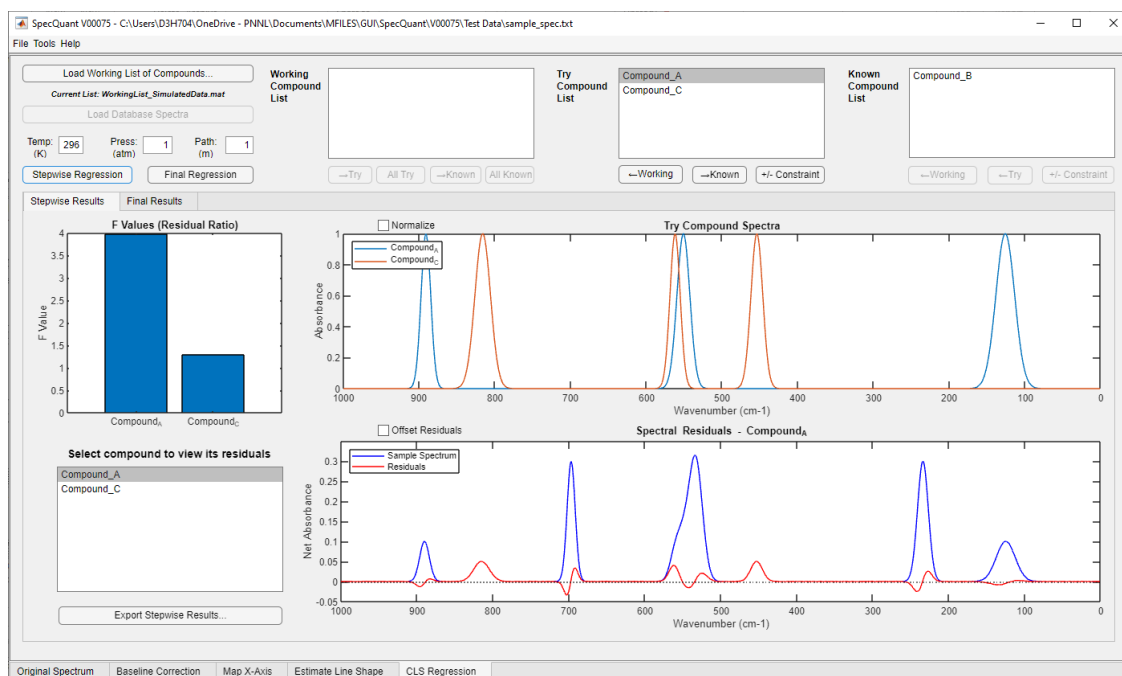 SpecQuant V00075 - C:\Users\D3H704\OneDrive - PNNL\Documents\MFILES\GUI\SpecQuant\V00075\Test Data\sample_spec.txt
File Tools Help
Load Working List of Compounds...
Current List: WorkingList_SimulatedData.mat
Load Database Spectra
Temp: (K) 296 Press: (atm) 1 Path: (m) 1
Stepwise Regression Final Regression
Working Compound List
→Try All Try →Known All Known
Try Compound List
Compound_A
Compound_C
←Working →Known +/- Constraint
Known Compound List
Compound_B
←Working ←Try +/- Constraint
Stepwise Results Final Results
F Values (Residual Ratio)
F Value
4
3.5
3
2.5
2
1.5
1
0.5
0
CompoundA CompoundC
Select compound to view its residuals
Compound_A
Compound_C
Export Stepwise Results...
Normalize
Try Compound Spectra
CompoundA
CompoundC
Absorbance
1
0.8
0.6
0.4
0.2
0
1000 900 800 700 600 500 400 300 200 100 0
Wavenumber (cm-1)
Offset Residuals
Spectral Residuals - CompoundA
Sample Spectrum
Residuals
Net Absorbance
0.3
0.25
0.2
0.15
0.1
0.05
0
-0.05
1000 900 800 700 600 500 400 300 200 100 0
Wavenumber (cm-1)
Original Spectrum Baseline Correction Map X-Axis Estimate Line Shape CLS Regression